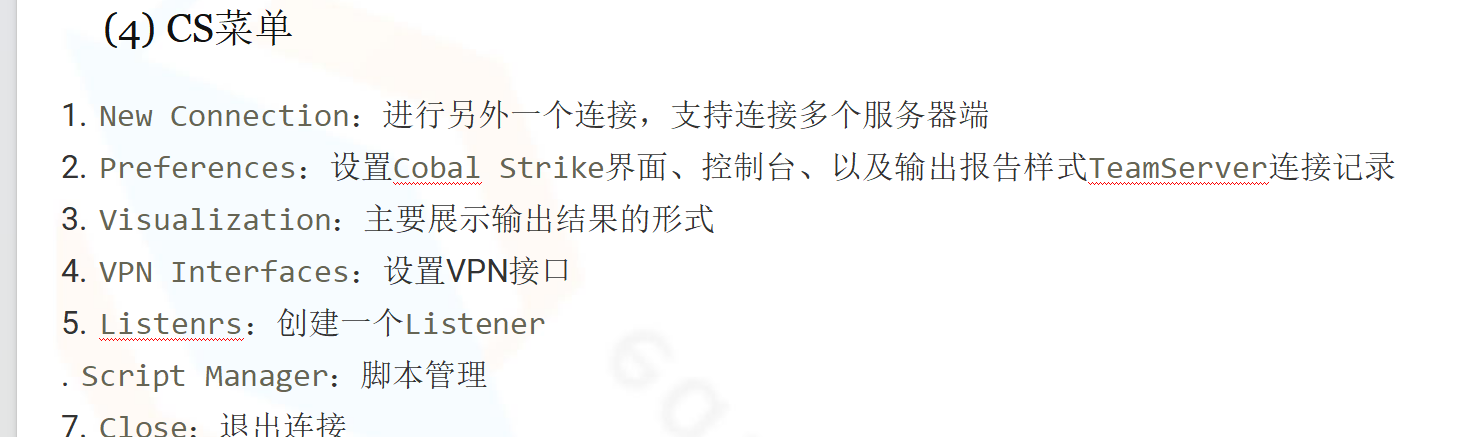 (4) CS菜单
1. New Connection：进行另外一个连接，支持连接多个服务器端
2. Preferences：设置Cobal Strike界面、控制台、以及输出报告样式TeamServer连接记录
3. Visualization：主要展示输出结果的形式
4. VPN Interfaces：设置VPN接口
5. Listenrs：创建一个Listener
. Script Manager：脚本管理
7. Close：退出连接